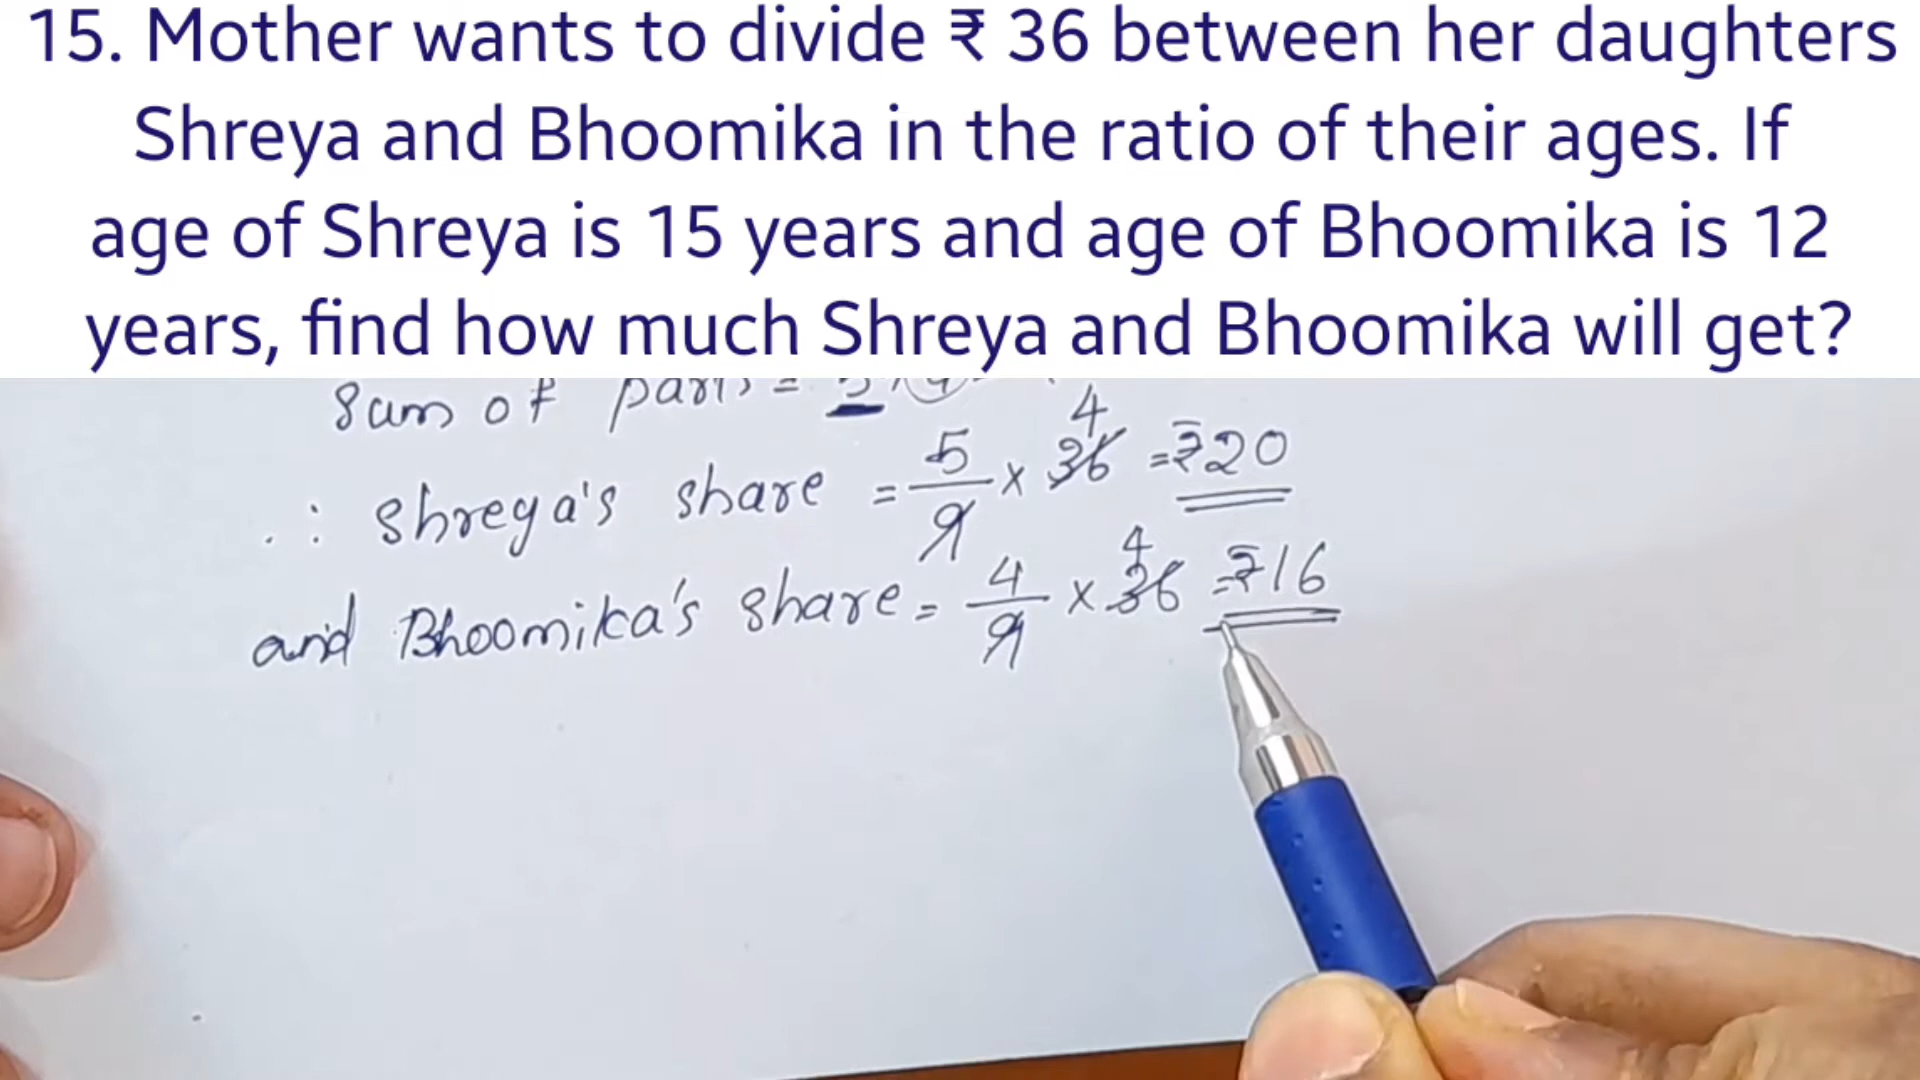 15. Mother wants to divide ₹ 36 between her daughters
Shreya and Bhoomika in the ratio of their ages. If
age of Shreya is 15 years and age of Bhoomika is 12
years, find how much Shreya and Bhoomika will get?
Sum of parts =
∴ Shreya's share = 5/9 × 36 4 = ₹20
and Bhoomika's share = 4/9 × 36 4 = ₹16